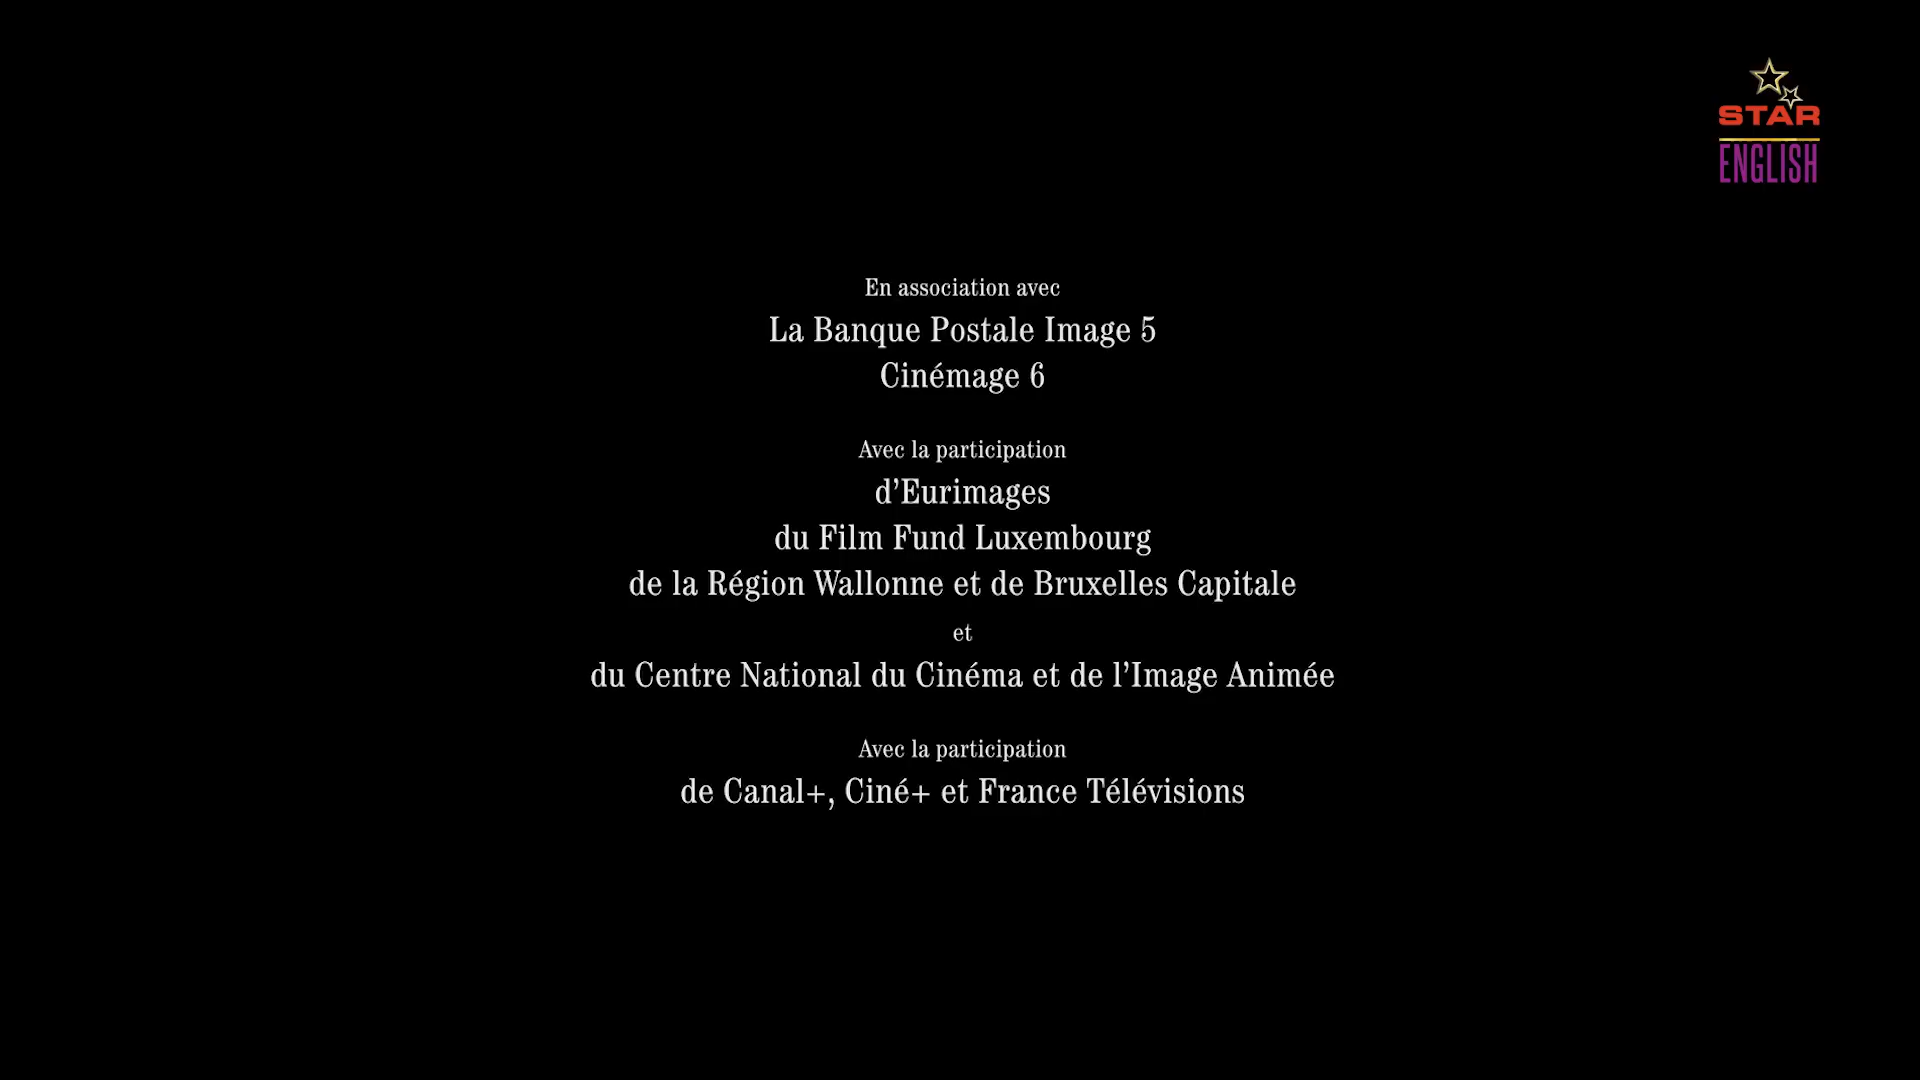 STAR
ENGLISH
En association avec
La Banque Postale Image 5
Cinémage 6
Avec la participation
d’Eurimages
du Film Fund Luxembourg
de la Région Wallonne et de Bruxelles Capitale
et
du Centre National du Cinéma et de l’Image Animée
Avec la participation
de Canal+, Ciné+ et France Télévisions